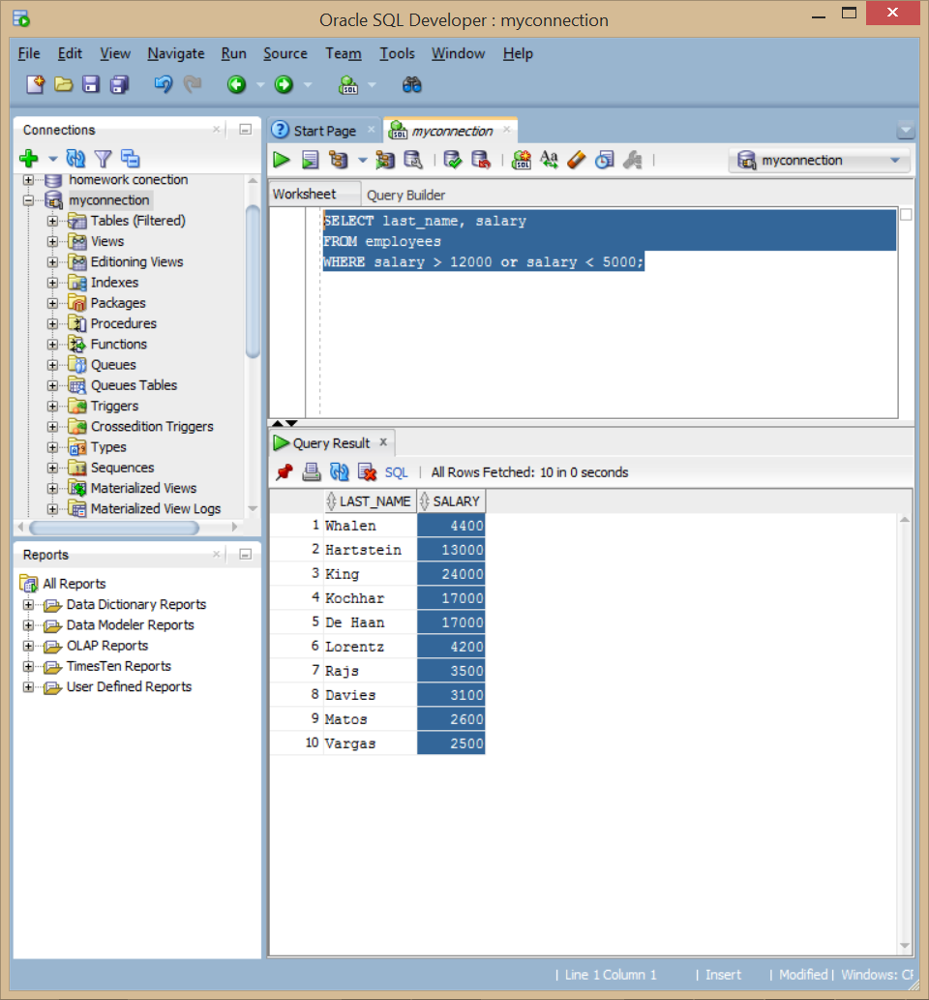 Oracle SQL Developer : myconnection
File Edit View Navigate Run Source Team Tools Window Help
Connections
homework conection
myconnection
Tables (Filtered)
Views
Editioning Views
Indexes
Packages
Procedures
Functions
Queues
Queues Tables
Triggers
Crossedition Triggers
Types
Sequences
Materialized Views
Materialized View Logs
Reports
All Reports
Data Dictionary Reports
Data Modeler Reports
OLAP Reports
TimesTen Reports
User Defined Reports
Start Page myconnection
myconnection
Worksheet Query Builder
SELECT last_name, salary
FROM employees
WHERE salary > 12000 or salary < 5000;
Query Result
SQL | All Rows Fetched: 10 in 0 seconds
LAST_NAME SALARY
1 Whalen 4400
2 Hartstein 13000
3 King 24000
4 Kochhar 17000
5 De Haan 17000
6 Lorentz 4200
7 Rajs 3500
8 Davies 3100
9 Matos 2600
10 Vargas 2500
| Line 1 Column 1 | Insert | Modified | Windows: